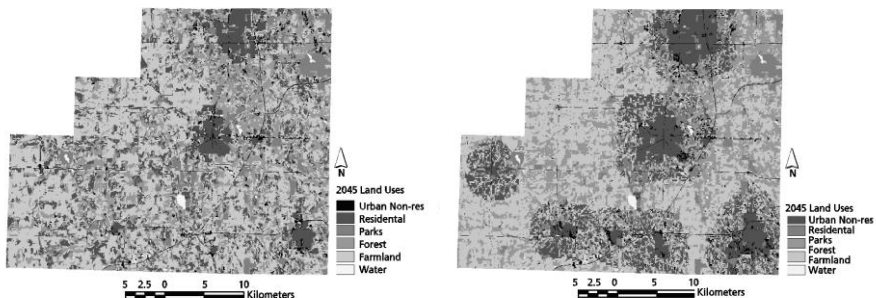 N
2045 Land Uses
Urban Non-res
Residental
Parks
Forest
Farmland
Water
5 2.5 0 5 10
Kilometers
N
2045 Land Uses
Urban Non-res
Residental
Parks
Forest
Farmland
Water
5 2.5 0 5 10
Kilometers